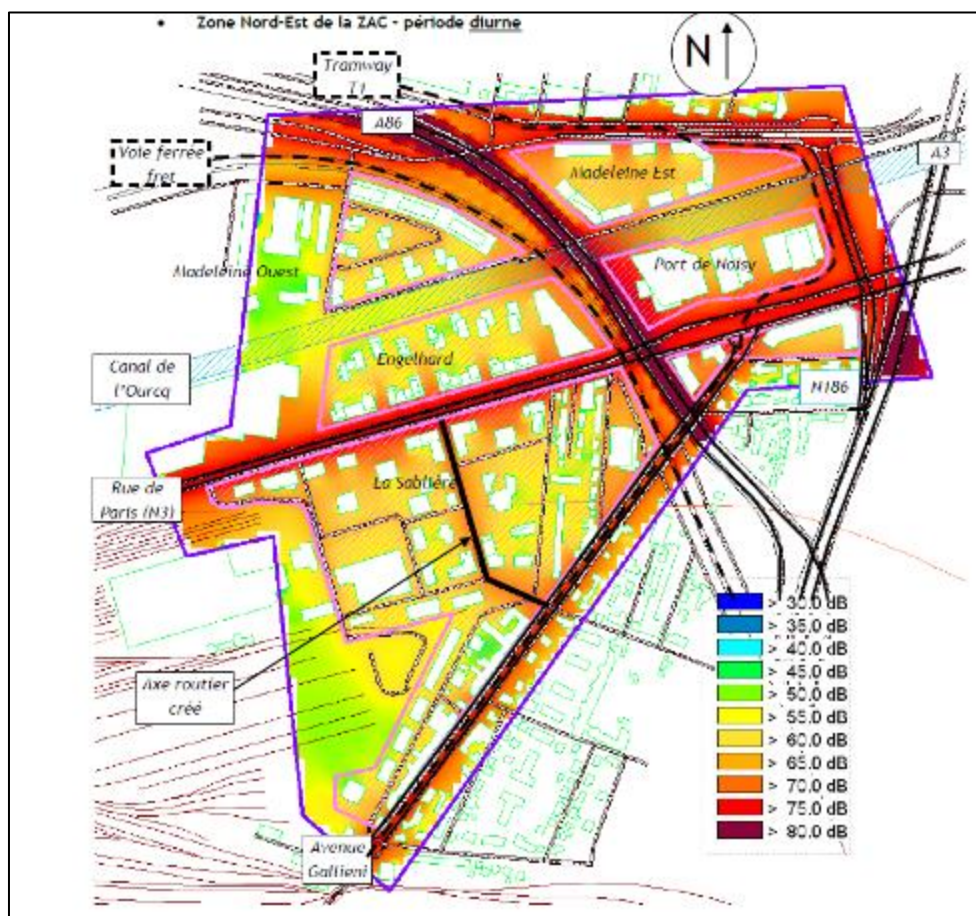 • Zone Nord-Est de la ZAC - période diurne
N
Tramway
T1
A86
Voie ferrée
fret
A3
Madeleine Est
Madeleine Ouest
Port de Noisy
Canal de
l'Ourcq
Engelhard
N186
Rue de
Paris (N3)
La Sablière
Axe routier
créé
Avenue
Gallieni
> 30.0 dB
> 35.0 dB
> 40.0 dB
> 45.0 dB
> 50.0 dB
> 55.0 dB
> 60.0 dB
> 65.0 dB
> 70.0 dB
> 75.0 dB
> 80.0 dB